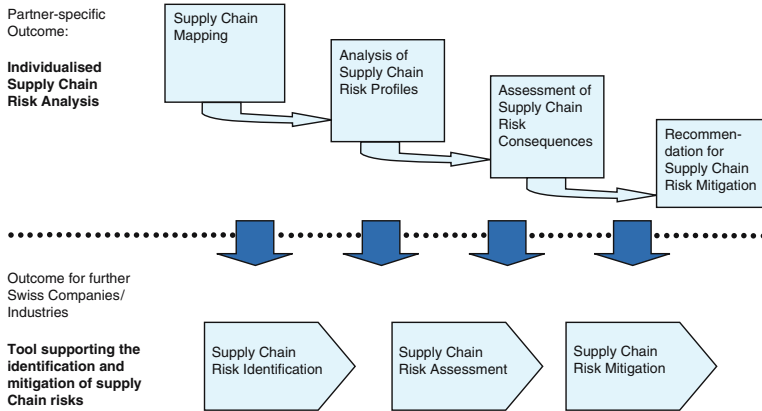 Partner-specific
Outcome:
Individualised
Supply Chain
Risk Analysis
Supply Chain
Mapping
Analysis of
Supply Chain
Risk Profiles
Assessment of
Supply Chain
Risk
Consequences
Recommen-
dation for
Supply Chain
Risk Mitigation
Outcome for further
Swiss Companies/
Industries
Tool supporting the
identification and
mitigation of supply
Chain risks
Supply Chain
Risk Identification
Supply Chain
Risk Assessment
Supply Chain
Risk Mitigation